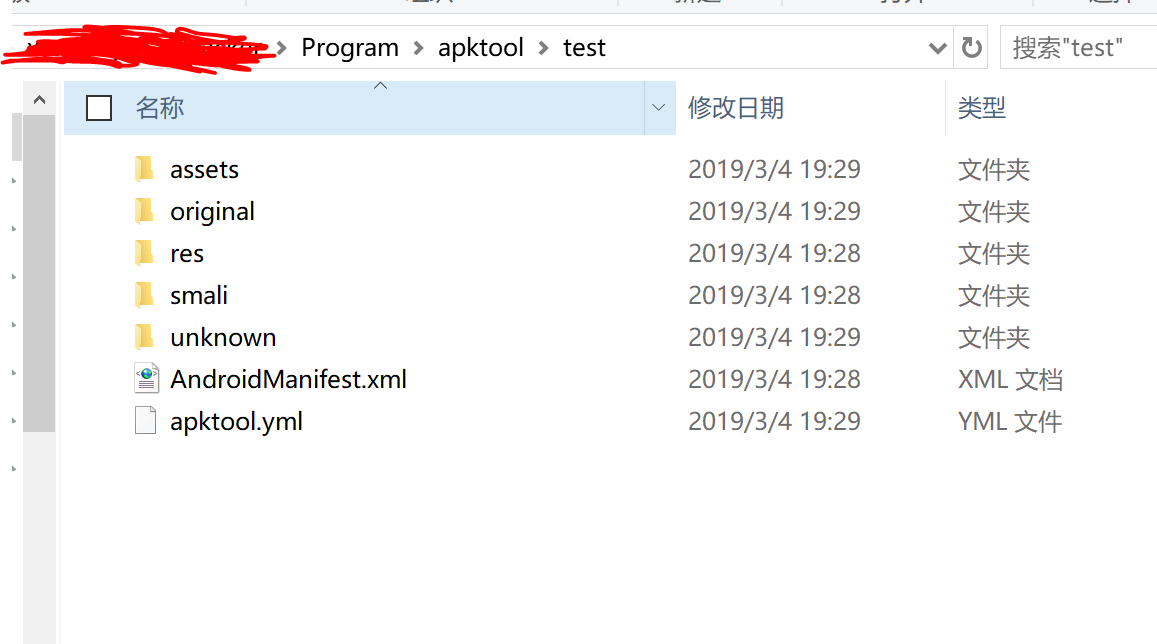 Program apktool test 搜索"test"
名称 修改日期 类型
assets 2019/3/4 19:29 文件夹
original 2019/3/4 19:29 文件夹
res 2019/3/4 19:28 文件夹
smali 2019/3/4 19:28 文件夹
unknown 2019/3/4 19:29 文件夹
AndroidManifest.xml 2019/3/4 19:28 XML 文档
apktool.yml 2019/3/4 19:29 YML 文件